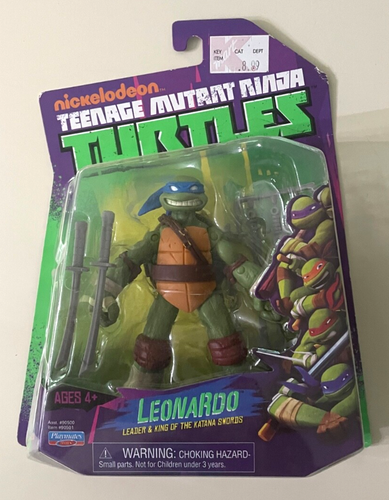 KEY CAT DEPT
ITEM
8.99
nickelodeon™
TEENAGE MUTANT NINJA
TURTLES
AGES 4+
LEONARDO
LEADER & KING OF THE KATANA SWORDS
Playmates
WARNING: CHOKING HAZARD-
Small parts. Not for Children under 3 years.